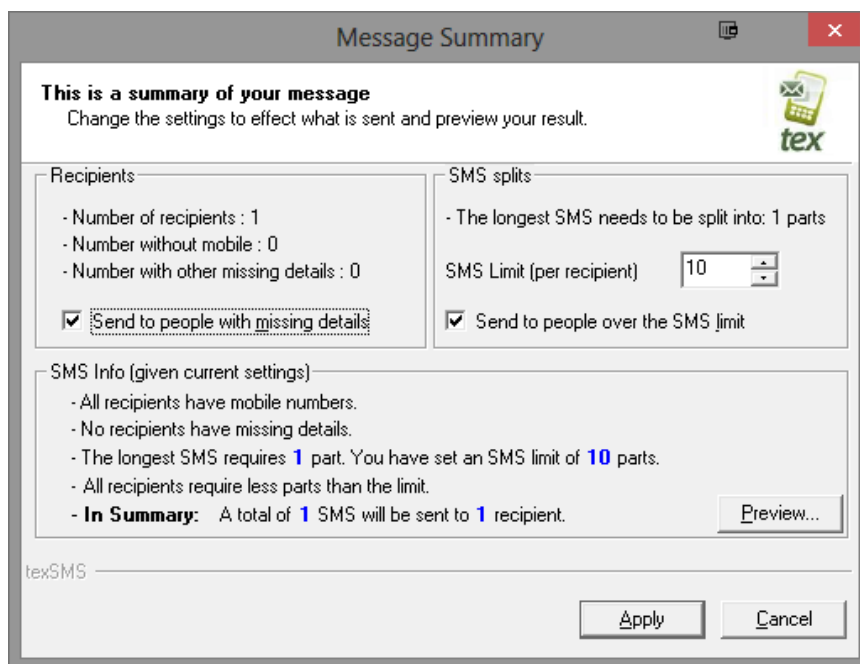 Message Summary
This is a summary of your message
Change the settings to effect what is sent and preview your result.
tex
Recipients
- Number of recipients : 1
- Number without mobile : 0
- Number with other missing details : 0
Send to people with missing details
SMS splits
- The longest SMS needs to be split into: 1 parts
SMS Limit (per recipient) 10
Send to people over the SMS limit
SMS Info (given current settings)
- All recipients have mobile numbers.
- No recipients have missing details.
- The longest SMS requires 1 part. You have set an SMS limit of 10 parts.
- All recipients require less parts than the limit.
- In Summary: A total of 1 SMS will be sent to 1 recipient.
Preview...
texSMS
Apply Cancel